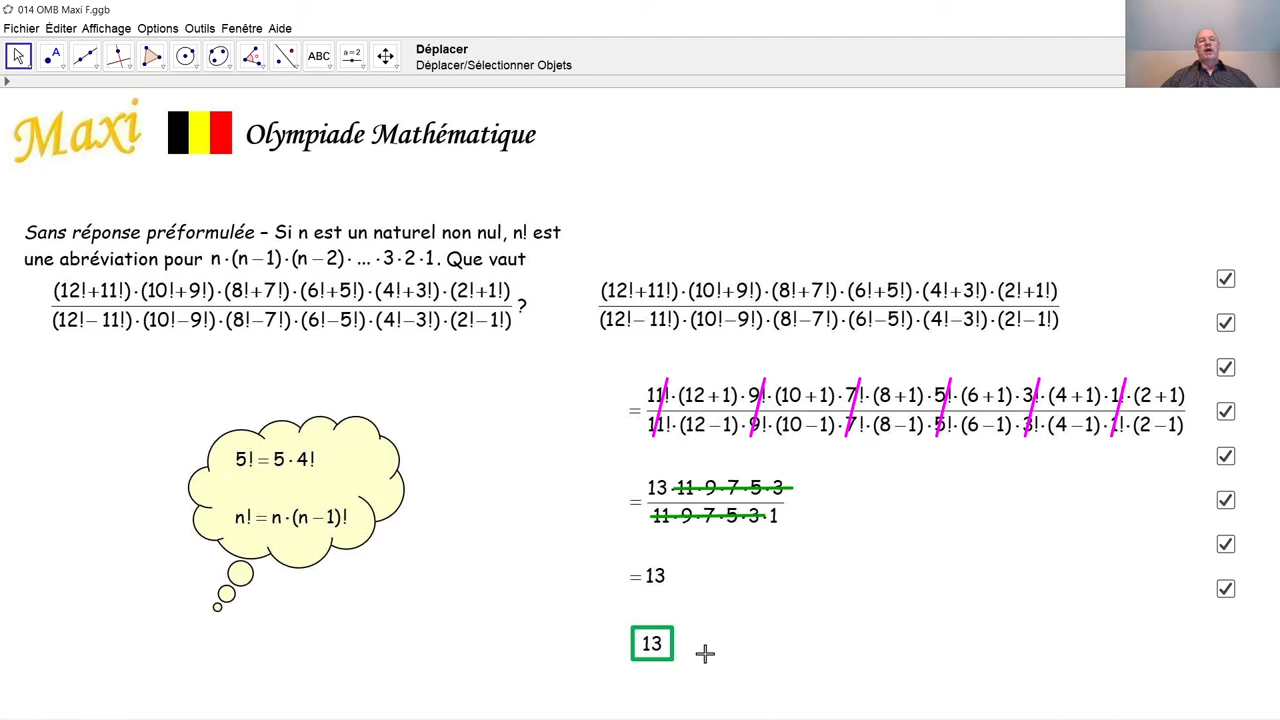 014 OMB Maxi F.ggb
Fichier Éditer Affichage Options Outils Fenêtre Aide
A ABC a=2 Déplacer
Déplacer/Sélectionner Objets
Maxi Olympiade Mathématique
Sans réponse préformulée – Si n est un naturel non nul, n! est
une abréviation pour n·(n−1)·(n−2)· ... ·3·2·1. Que vaut
(12!+11!)·(10!+9!)·(8!+7!)·(6!+5!)·(4!+3!)·(2!+1!)
(12!−11!)·(10!−9!)·(8!−7!)·(6!−5!)·(4!−3!)·(2!−1!) ?
(12!+11!)·(10!+9!)·(8!+7!)·(6!+5!)·(4!+3!)·(2!+1!)
(12!−11!)·(10!−9!)·(8!−7!)·(6!−5!)·(4!−3!)·(2!−1!)
= 11!·(12+1)·9!·(10+1)·7!·(8+1)·5!·(6+1)·3!·(4+1)·1!·(2+1)
11!·(12−1)·9!·(10−1)·7!·(8−1)·5!·(6−1)·3!·(4−1)·1!·(2−1)
5! = 5·4!
n! = n·(n−1)!
= 13·11·9·7·5·3
11·9·7·5·3·1
= 13
13